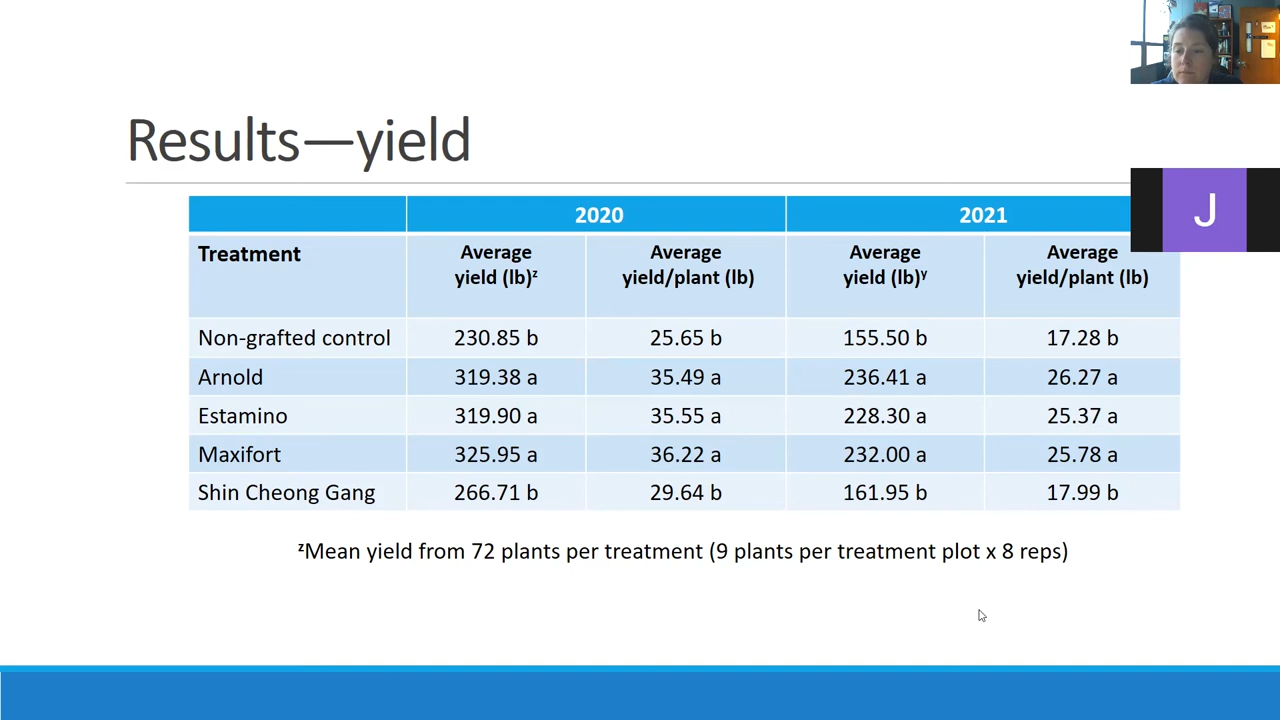 Results—yield
J
2020 2021
Treatment Average yield (lb)ᶻ Average yield/plant (lb) Average yield (lb)ʸ Average yield/plant (lb)
Non-grafted control 230.85 b 25.65 b 155.50 b 17.28 b
Arnold 319.38 a 35.49 a 236.41 a 26.27 a
Estamino 319.90 a 35.55 a 228.30 a 25.37 a
Maxifort 325.95 a 36.22 a 232.00 a 25.78 a
Shin Cheong Gang 266.71 b 29.64 b 161.95 b 17.99 b
ᶻMean yield from 72 plants per treatment (9 plants per treatment plot x 8 reps)